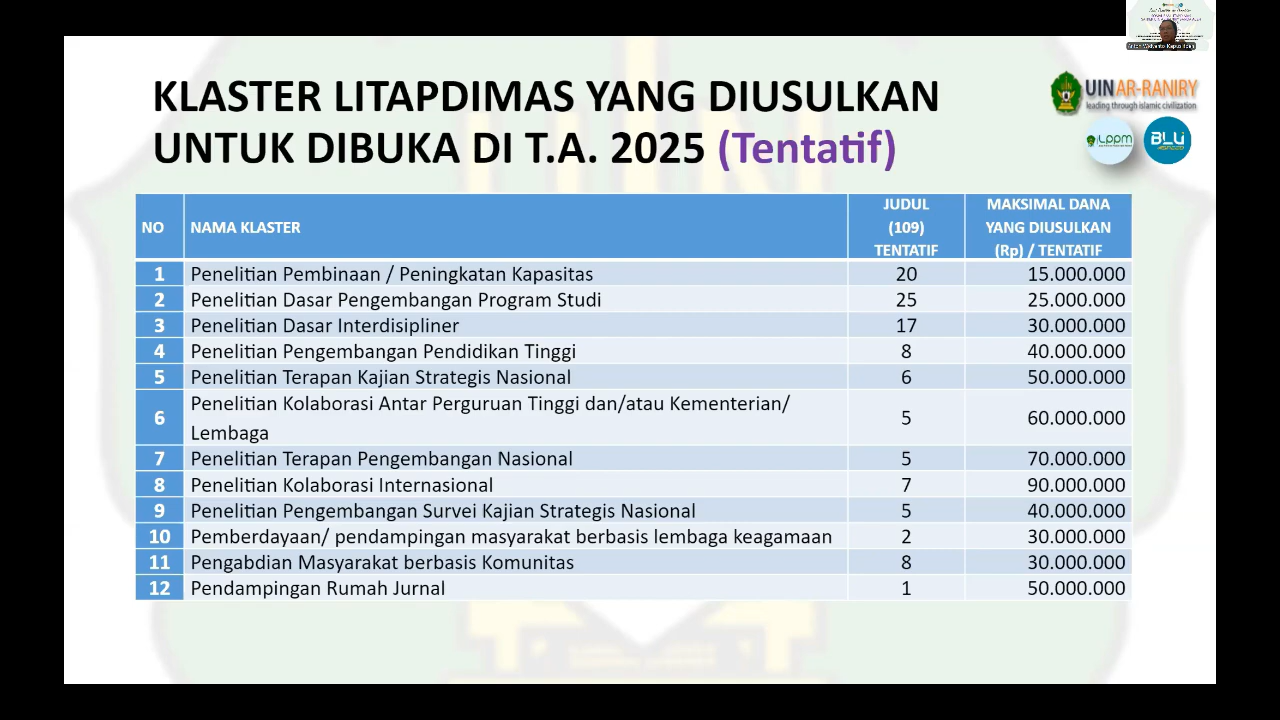 KLASTER LITAPDIMAS YANG DIUSULKAN
UNTUK DIBUKA DI T.A. 2025 (Tentatif)
UIN AR-RANIRY
leading through islamic civilization
LPPM
BLU
NO NAMA KLASTER JUDUL (109) TENTATIF MAKSIMAL DANA YANG DIUSULKAN (Rp) / TENTATIF
1 Penelitian Pembinaan / Peningkatan Kapasitas 20 15.000.000
2 Penelitian Dasar Pengembangan Program Studi 25 25.000.000
3 Penelitian Dasar Interdisipliner 17 30.000.000
4 Penelitian Pengembangan Pendidikan Tinggi 8 40.000.000
5 Penelitian Terapan Kajian Strategis Nasional 6 50.000.000
6 Penelitian Kolaborasi Antar Perguruan Tinggi dan/atau Kementerian/ Lembaga 5 60.000.000
7 Penelitian Terapan Pengembangan Nasional 5 70.000.000
8 Penelitian Kolaborasi Internasional 7 90.000.000
9 Penelitian Pengembangan Survei Kajian Strategis Nasional 5 40.000.000
10 Pemberdayaan/ pendampingan masyarakat berbasis lembaga keagamaan 2 30.000.000
11 Pengabdian Masyarakat berbasis Komunitas 8 30.000.000
12 Pendampingan Rumah Jurnal 1 50.000.000